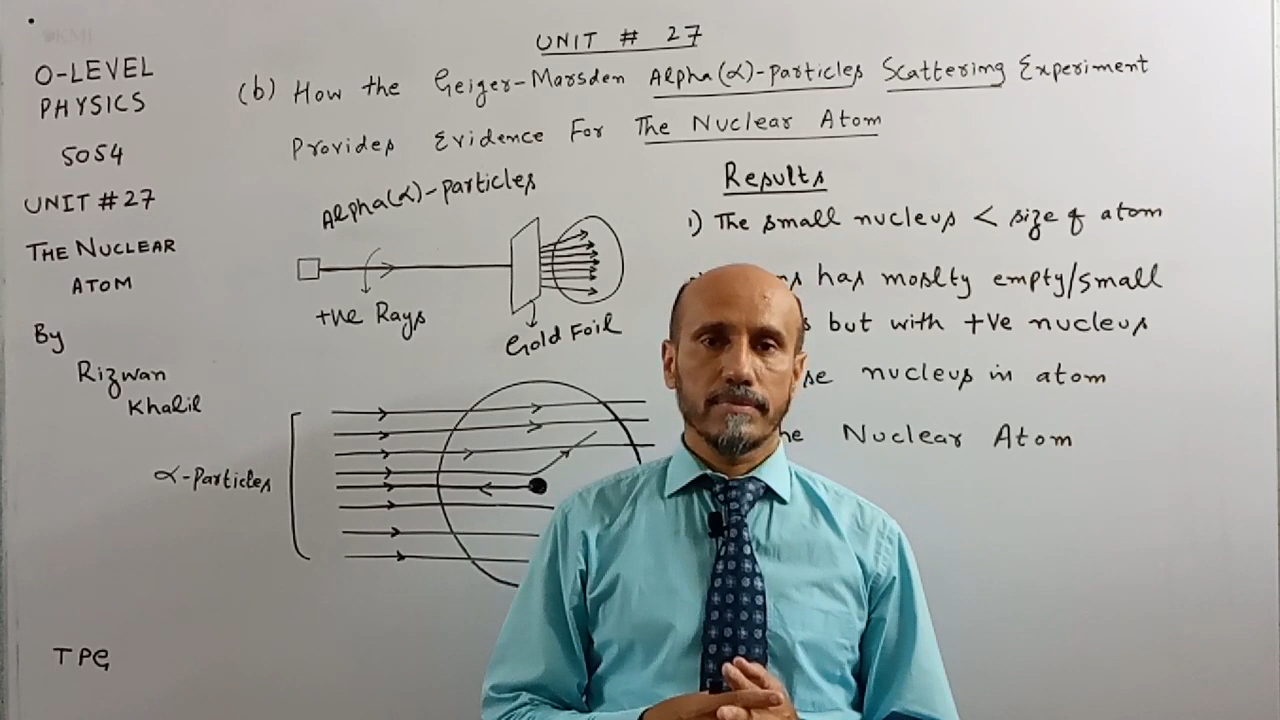 UNIT # 27
O-LEVEL
PHYSICS
5054
UNIT #27
THE NUCLEAR
ATOM
By
Rizwan
Khalil
(b) How the Geiger-Marsden Alpha(α)-particles Scattering Experiment
Provides Evidence For The Nuclear Atom
Alpha(α)-particles
+ve Rays
Gold Foil
α-Particles
Results
1) The small nucleus < size of atom
has moslty empty/small
but with +ve nucleus
nucleus in atom
Nuclear Atom
TPG